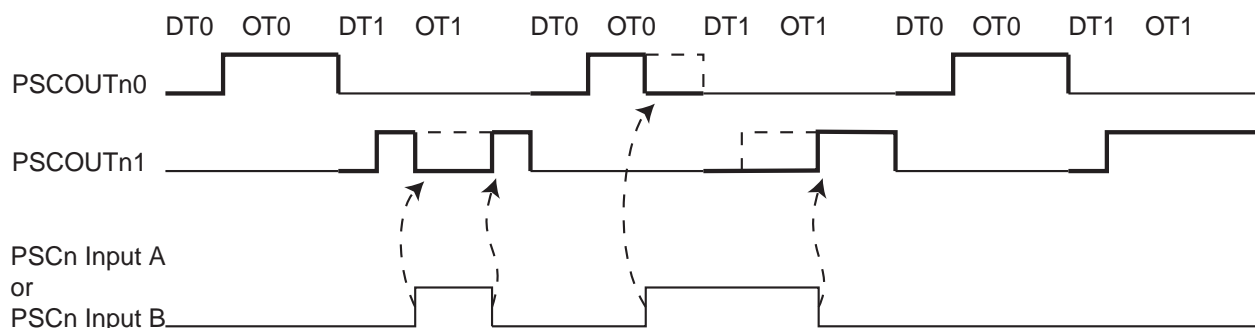 DT0 OT0 DT1 OT1 DT0 OT0 DT1 OT1 DT0 OT0 DT1 OT1
PSCOUTn0
PSCOUTn1
PSCn Input A
or
PSCn Input B